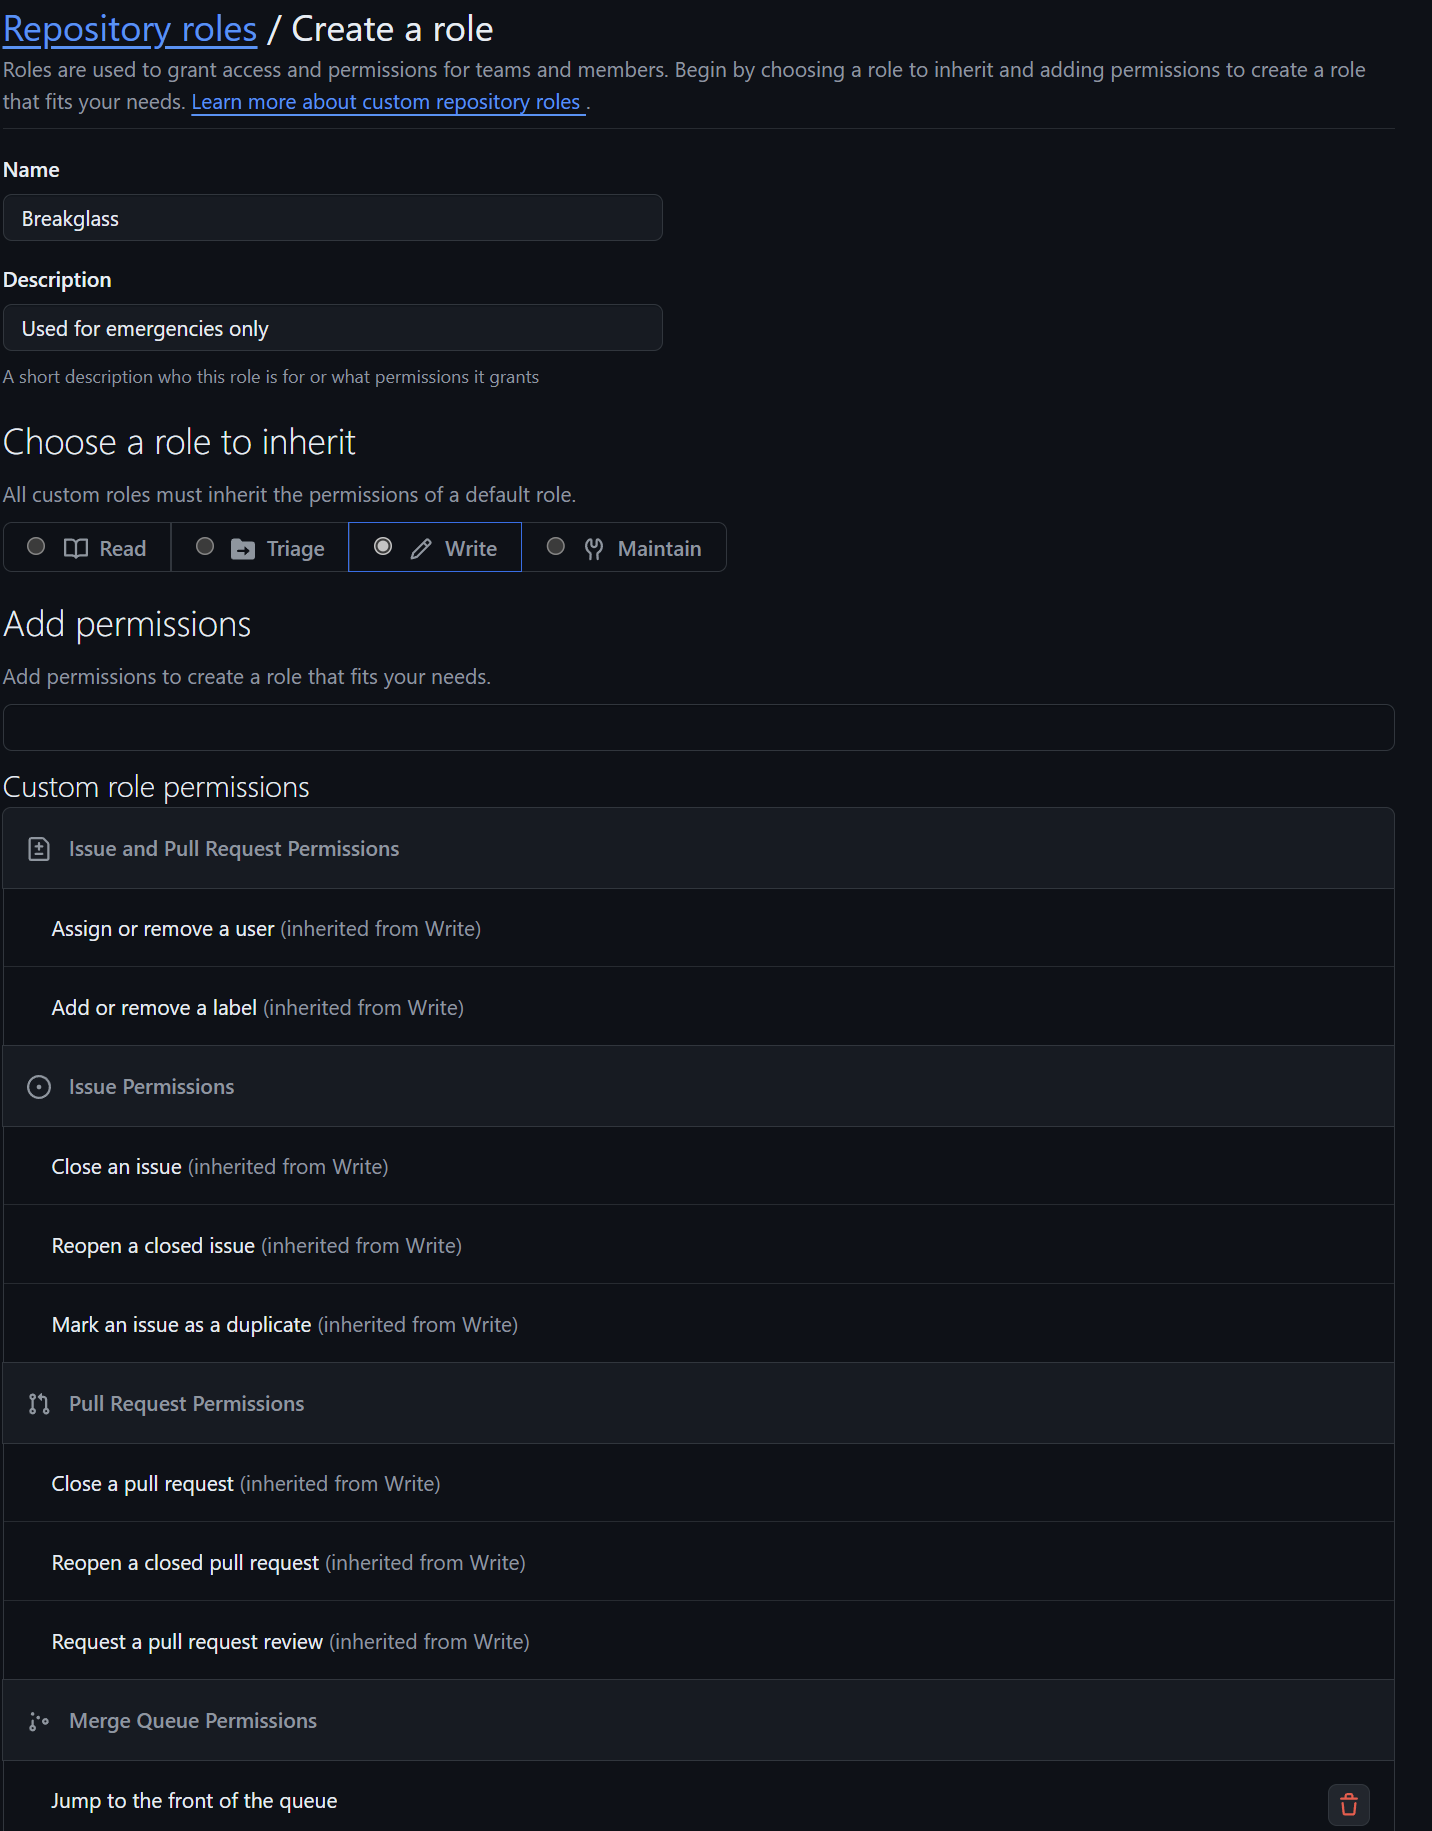 Repository roles / Create a role
Roles are used to grant access and permissions for teams and members. Begin by choosing a role to inherit and adding permissions to create a role
that fits your needs. Learn more about custom repository roles .
Name
Breakglass
Description
Used for emergencies only
A short description who this role is for or what permissions it grants
Choose a role to inherit
All custom roles must inherit the permissions of a default role.
Read Triage Write Maintain
Add permissions
Add permissions to create a role that fits your needs.
Custom role permissions
Issue and Pull Request Permissions
Assign or remove a user (inherited from Write)
Add or remove a label (inherited from Write)
Issue Permissions
Close an issue (inherited from Write)
Reopen a closed issue (inherited from Write)
Mark an issue as a duplicate (inherited from Write)
Pull Request Permissions
Close a pull request (inherited from Write)
Reopen a closed pull request (inherited from Write)
Request a pull request review (inherited from Write)
Merge Queue Permissions
Jump to the front of the queue